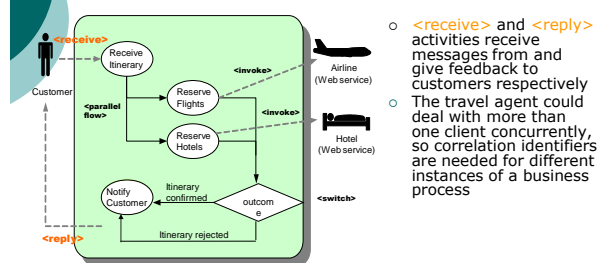 <receive>
Receive
Itinerary
Customer
<parallel
flow>
Reserve
Flights
Reserve
Hotels
<invoke>
<invoke>
Airline
(Web service)
Hotel
(Web service)
Notify
Customer
Itinerary
confirmed
outcom
e
<switch>
Itinerary rejected
<reply>
<receive> and <reply>
activities receive
messages from and
give feedback to
customers respectively
The travel agent could
deal with more than
one client concurrently,
so correlation identifiers
are needed for different
instances of a business
process